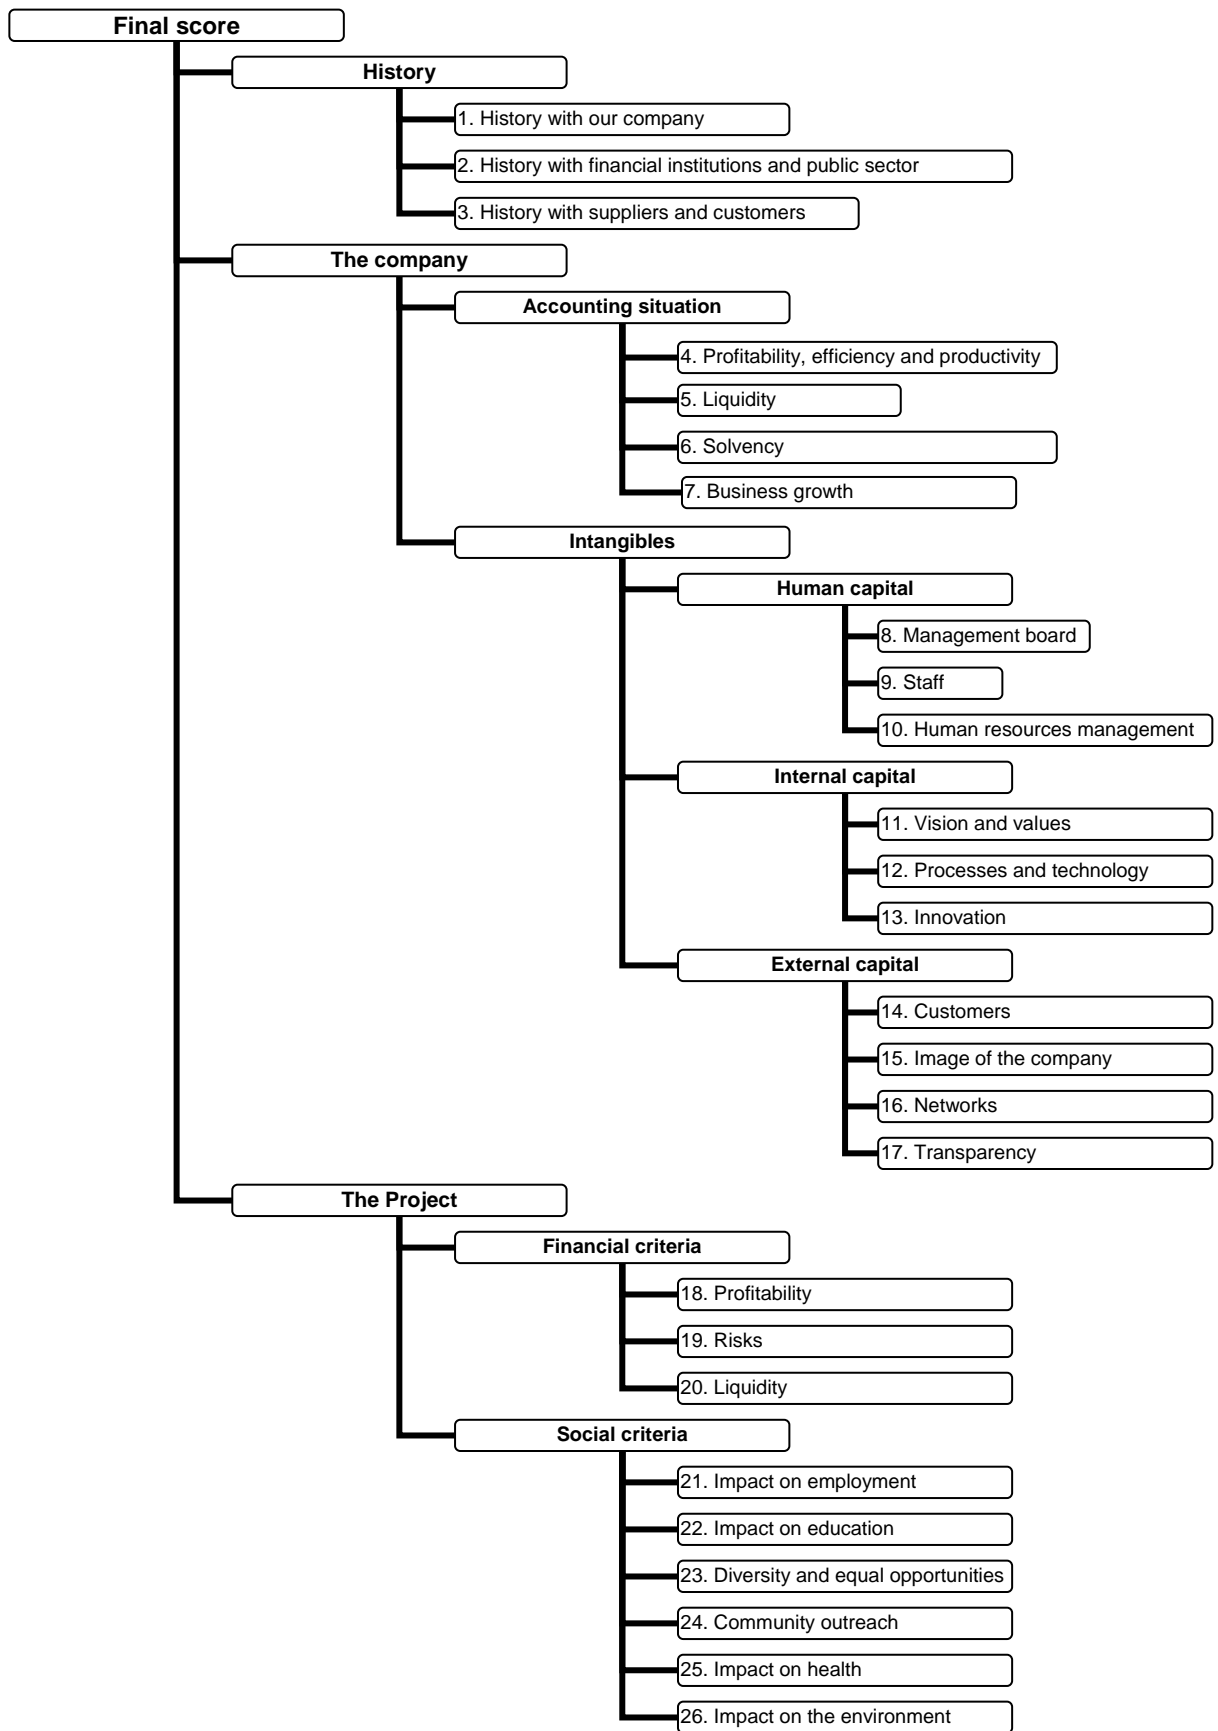 Final score
History
1. History with our company
2. History with financial institutions and public sector
3. History with suppliers and customers
The company
Accounting situation
4. Profitability, efficiency and productivity
5. Liquidity
6. Solvency
7. Business growth
Intangibles
Human capital
8. Management board
9. Staff
10. Human resources management
Internal capital
11. Vision and values
12. Processes and technology
13. Innovation
External capital
14. Customers
15. Image of the company
16. Networks
17. Transparency
The Project
Financial criteria
18. Profitability
19. Risks
20. Liquidity
Social criteria
21. Impact on employment
22. Impact on education
23. Diversity and equal opportunities
24. Community outreach
25. Impact on health
26. Impact on the environment